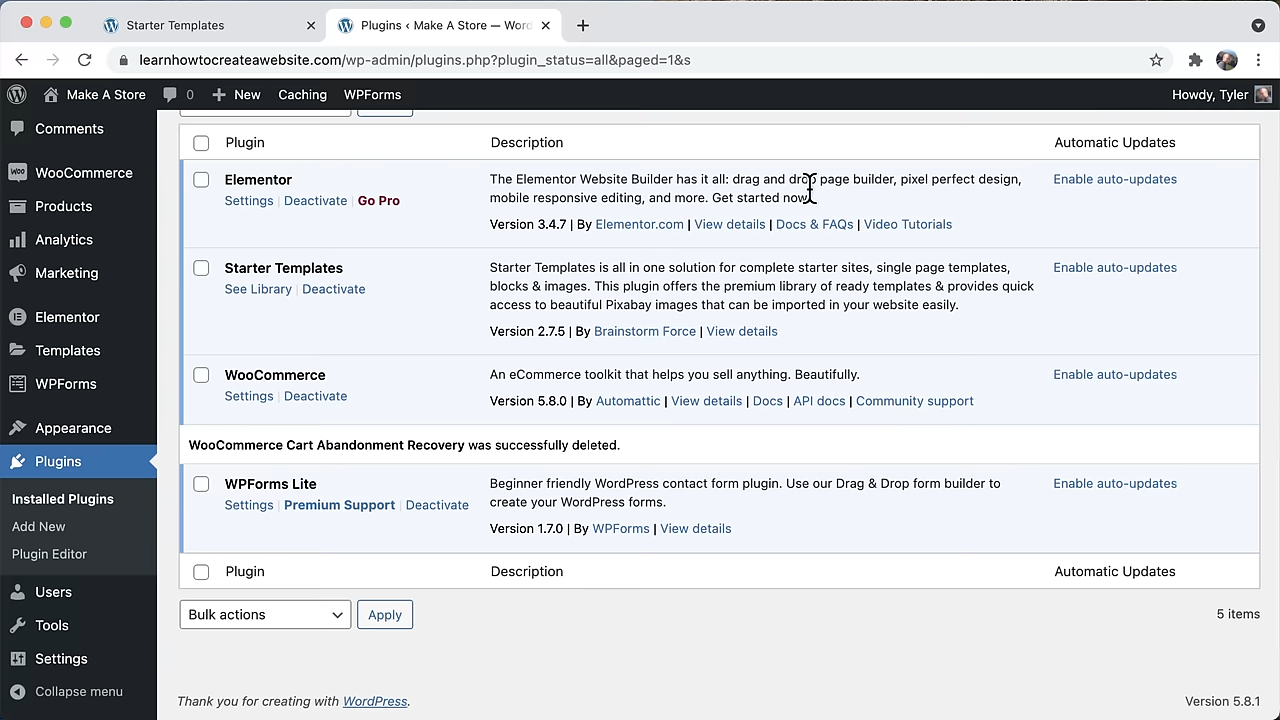 Starter Templates
Plugins ‹ Make A Store — Word
learnhowtocreateawebsite.com/wp-admin/plugins.php?plugin_status=all&paged=1&s
Make A Store 0 New Caching WPForms Howdy, Tyler
Comments
WooCommerce
Products
Analytics
Marketing
Elementor
Templates
WPForms
Appearance
Plugins
Installed Plugins
Add New
Plugin Editor
Users
Tools
Settings
Collapse menu
Plugin Description Automatic Updates
Elementor
Settings | Deactivate | Go Pro
The Elementor Website Builder has it all: drag and drop page builder, pixel perfect design,
mobile responsive editing, and more. Get started now!
Version 3.4.7 | By Elementor.com | View details | Docs & FAQs | Video Tutorials
Enable auto-updates
Starter Templates
See Library | Deactivate
Starter Templates is all in one solution for complete starter sites, single page templates,
blocks & images. This plugin offers the premium library of ready templates & provides quick
access to beautiful Pixabay images that can be imported in your website easily.
Version 2.7.5 | By Brainstorm Force | View details
Enable auto-updates
WooCommerce
Settings | Deactivate
An eCommerce toolkit that helps you sell anything. Beautifully.
Version 5.8.0 | By Automattic | View details | Docs | API docs | Community support
Enable auto-updates
WooCommerce Cart Abandonment Recovery was successfully deleted.
WPForms Lite
Settings | Premium Support | Deactivate
Beginner friendly WordPress contact form plugin. Use our Drag & Drop form builder to
create your WordPress forms.
Version 1.7.0 | By WPForms | View details
Enable auto-updates
Plugin Description Automatic Updates
Bulk actions Apply 5 items
Thank you for creating with WordPress. Version 5.8.1